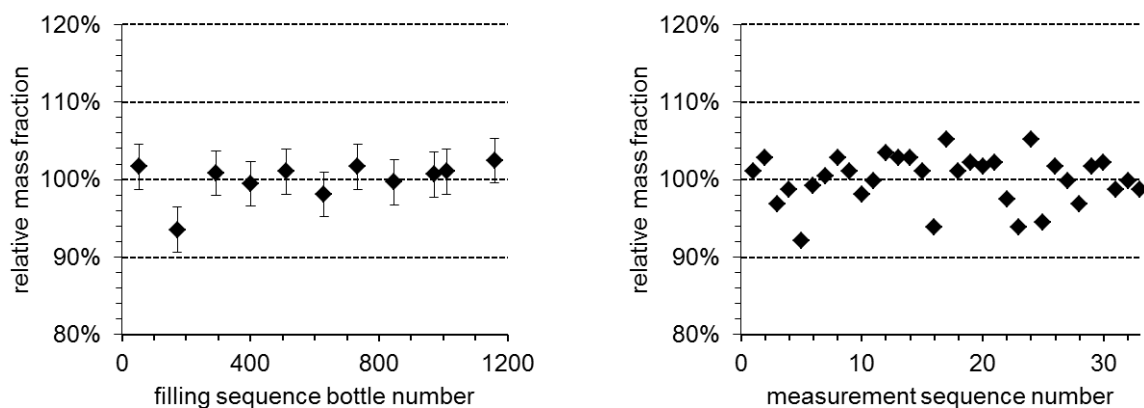 120%
110%
100%
90%
80%
relative mass fraction
0 400 800 1200
filling sequence bottle number
120%
110%
100%
90%
80%
relative mass fraction
0 10 20 30
measurement sequence number